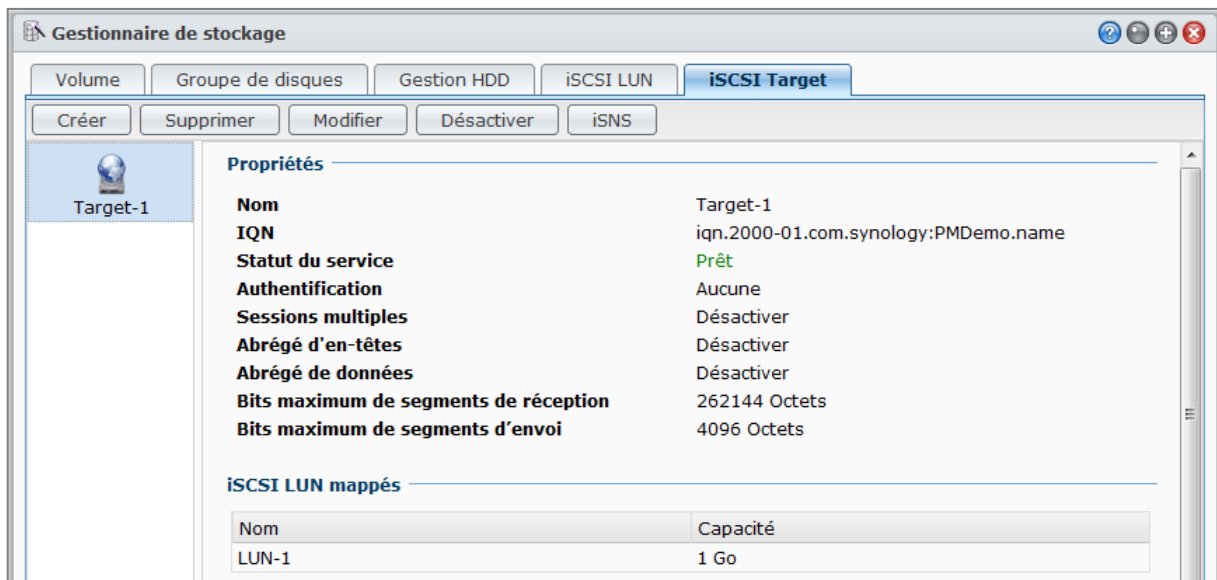 Gestionnaire de stockage
Volume Groupe de disques Gestion HDD iSCSI LUN iSCSI Target
Créer Supprimer Modifier Désactiver iSNS
Target-1
Propriétés
Nom Target-1
IQN iqn.2000-01.com.synology:PMDemo.name
Statut du service Prêt
Authentification Aucune
Sessions multiples Désactiver
Abrégé d'en-têtes Désactiver
Abrégé de données Désactiver
Bits maximum de segments de réception 262144 Octets
Bits maximum de segments d’envoi 4096 Octets
iSCSI LUN mappés
Nom Capacité
LUN-1 1 Go